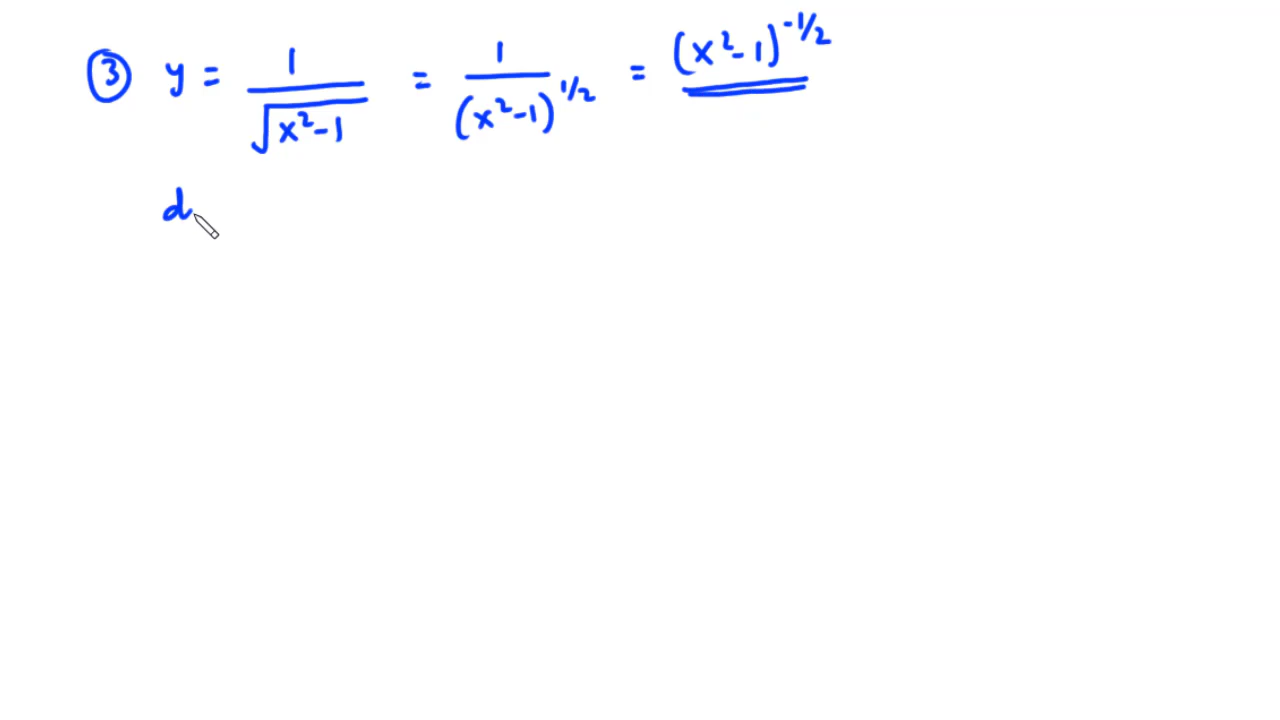 ③ y = 1/√(x²-1) = 1/(x²-1)^1/2 = (x²-1)^-1/2
d